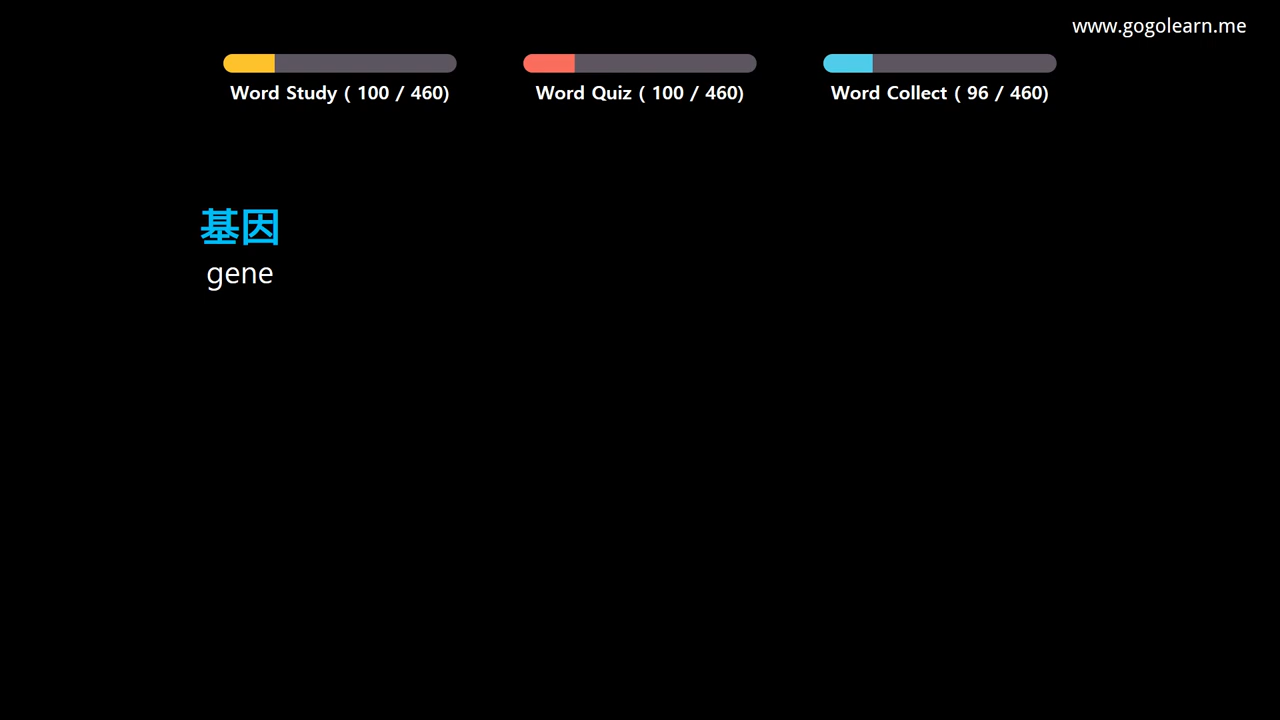 www.gogolearn.me
Word Study ( 100 / 460)
Word Quiz ( 100 / 460)
Word Collect ( 96 / 460)
基因
gene